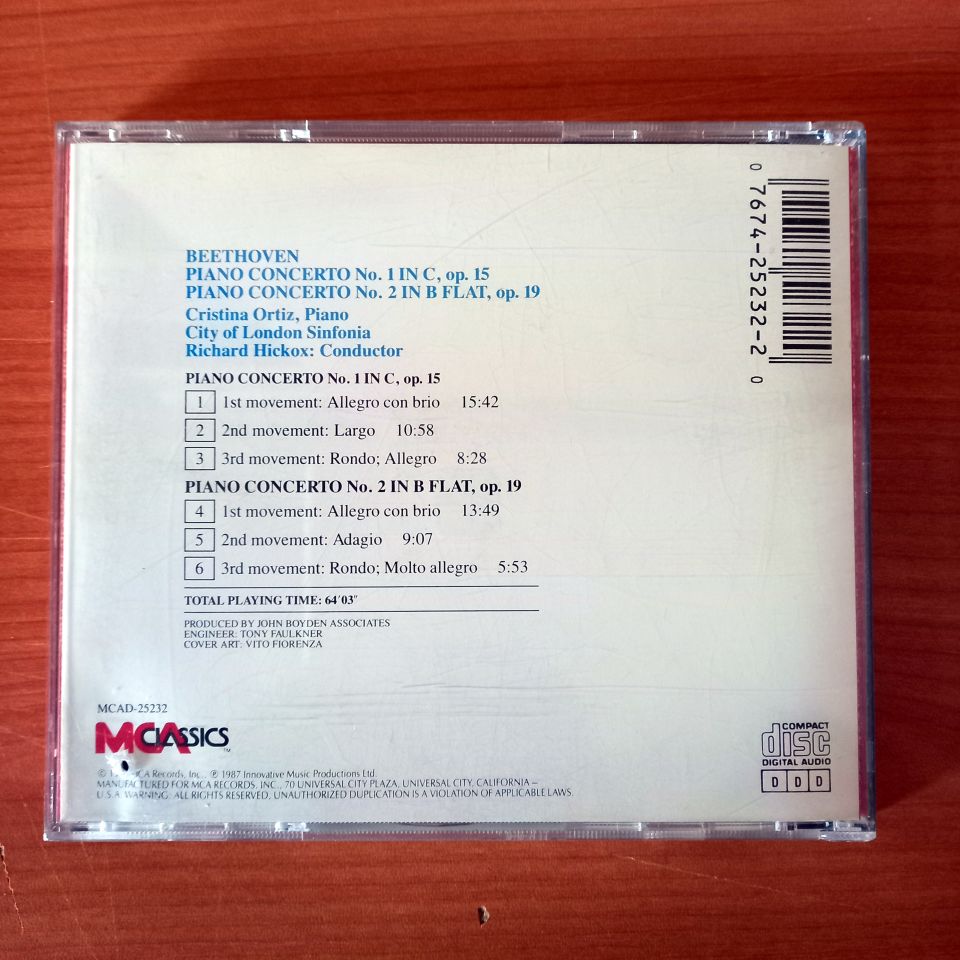 BEETHOVEN
PIANO CONCERTO No. 1 IN C, op. 15
PIANO CONCERTO No. 2 IN B FLAT, op. 19
Cristina Ortiz, Piano
City of London Sinfonia
Richard Hickox: Conductor
PIANO CONCERTO No. 1 IN C, op. 15
1 1st movement: Allegro con brio 15:42
2 2nd movement: Largo 10:58
3 3rd movement: Rondo; Allegro 8:28
PIANO CONCERTO No. 2 IN B FLAT, op. 19
4 1st movement: Allegro con brio 13:49
5 2nd movement: Adagio 9:07
6 3rd movement: Rondo; Molto allegro 5:53
TOTAL PLAYING TIME: 64'03"
PRODUCED BY JOHN BOYDEN ASSOCIATES
ENGINEER: TONY FAULKNER
COVER ART: VITO FIORENZA
0 7674-25232-2 0
MCAD-25232
MCA CLASSICS™
© MCA Records, Inc., ℗ 1987 Innovative Music Productions Ltd.
MANUFACTURED FOR MCA RECORDS, INC., 70 UNIVERSAL CITY PLAZA, UNIVERSAL CITY, CALIFORNIA –
U.S.A. WARNING: ALL RIGHTS RESERVED. UNAUTHORIZED DUPLICATION IS A VIOLATION OF APPLICABLE LAWS.
COMPACT
disc
DIGITAL AUDIO
D D D